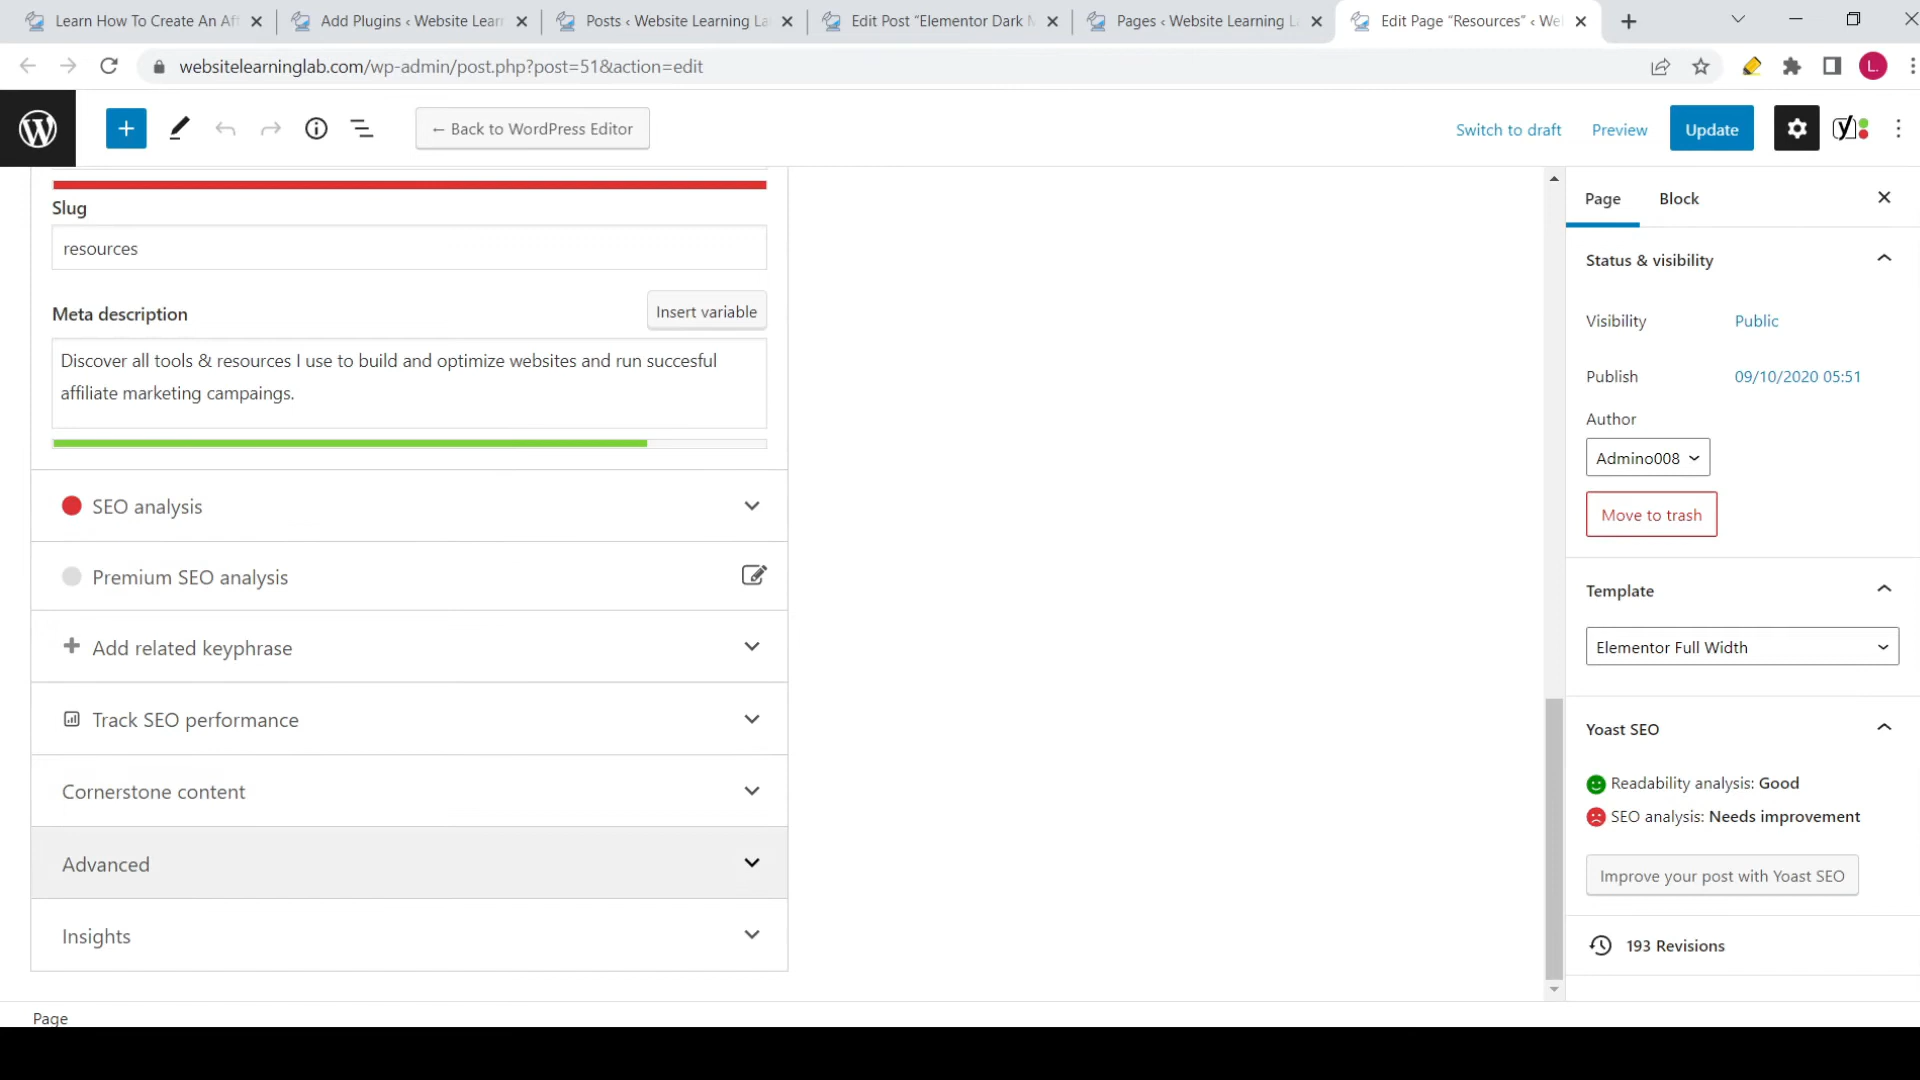 Learn How To Create An Aff
Add Plugins ‹ Website Learn
Posts ‹ Website Learning La
Edit Post “Elementor Dark M
Pages ‹ Website Learning L
Edit Page “Resources” ‹ We
websitelearninglab.com/wp-admin/post.php?post=51&action=edit
L.
← Back to WordPress Editor
Switch to draft
Preview
Update
Slug
resources
Meta description
Insert variable
Discover all tools & resources I use to build and optimize websites and run succesful
affiliate marketing campaings.
SEO analysis
Premium SEO analysis
Add related keyphrase
Track SEO performance
Cornerstone content
Advanced
Insights
Page
Page
Block
Status & visibility
Visibility
Public
Publish
09/10/2020 05:51
Author
Admino008
Move to trash
Template
Elementor Full Width
Yoast SEO
Readability analysis: Good
SEO analysis: Needs improvement
Improve your post with Yoast SEO
193 Revisions